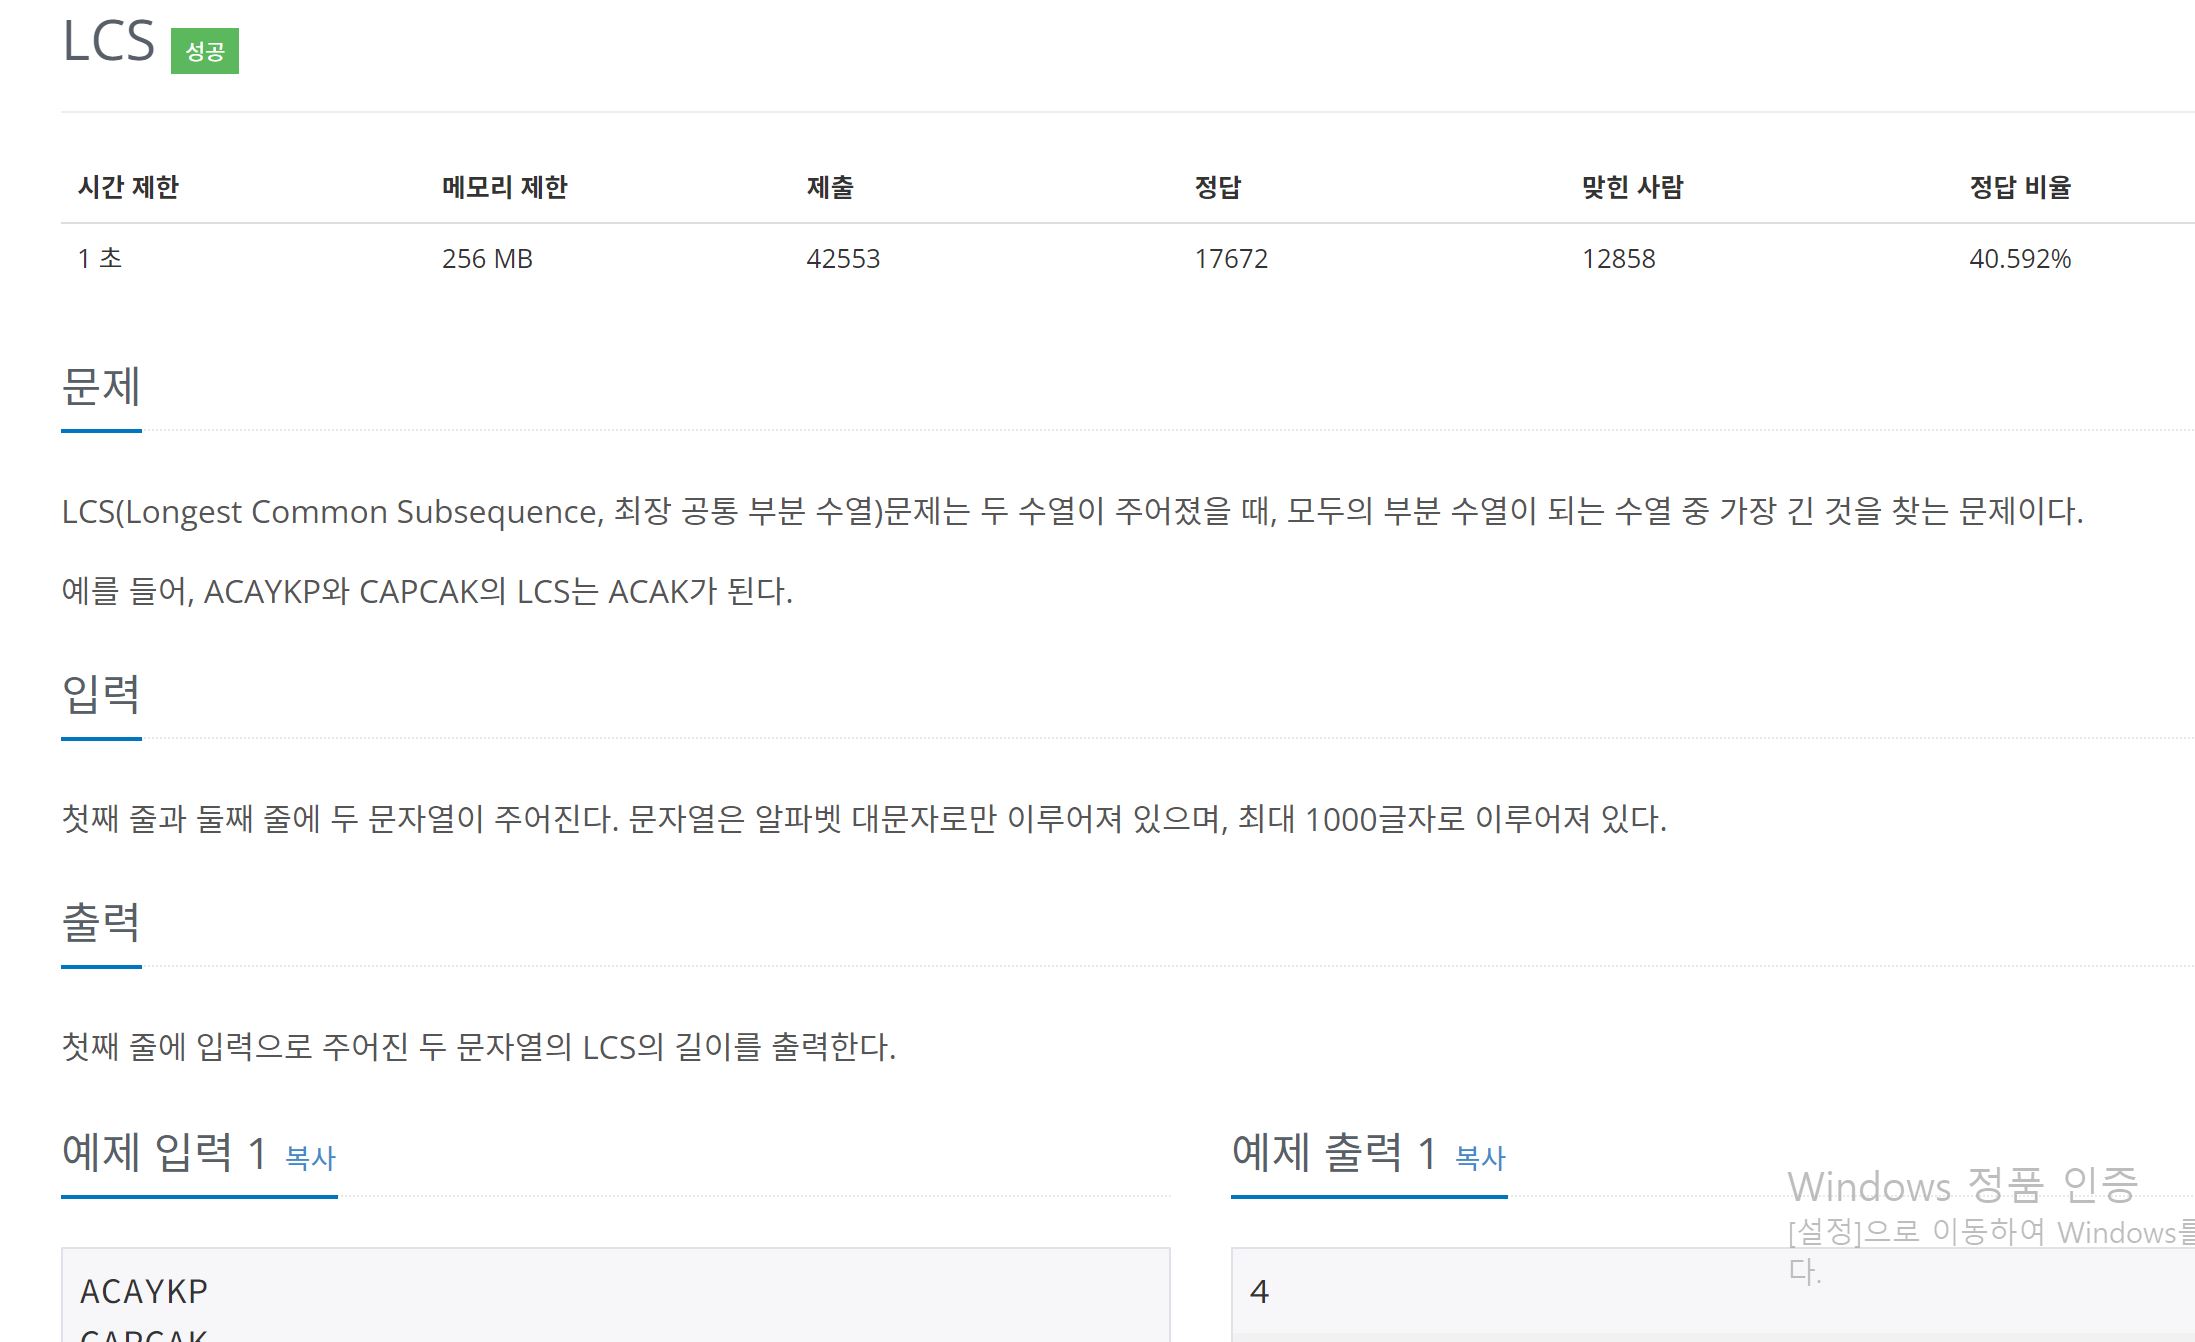 LCS 성공
시간 제한 메모리 제한 제출 정답 맞힌 사람 정답 비율
1 초 256 MB 42553 17672 12858 40.592%
문제
LCS(Longest Common Subsequence, 최장 공통 부분 수열)문제는 두 수열이 주어졌을 때, 모두의 부분 수열이 되는 수열 중 가장 긴 것을 찾는 문제이다.
예를 들어, ACAYKP와 CAPCAK의 LCS는 ACAK가 된다.
입력
첫째 줄과 둘째 줄에 두 문자열이 주어진다. 문자열은 알파벳 대문자로만 이루어져 있으며, 최대 1000글자로 이루어져 있다.
출력
첫째 줄에 입력으로 주어진 두 문자열의 LCS의 길이를 출력한다.
예제 입력 1 복사
ACAYKP
CAPCAK
예제 출력 1 복사
4
Windows 정품 인증
[설정]으로 이동하여 Windows를
다.